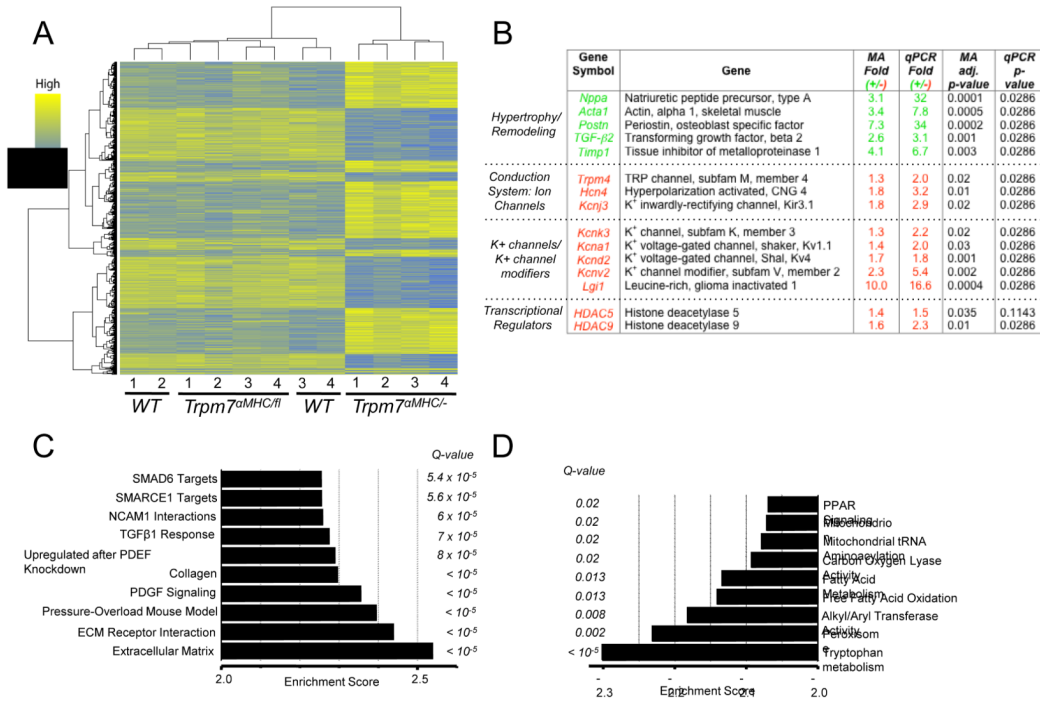 A
High
1 2 1 2 3 4 3 4 1 2 3 4
WT Trpm7αMHC/fl WT Trpm7αMHC/-
B
Gene Symbol Gene MA Fold (+/-) qPCR Fold (+/-) MA adj. p-value qPCR p-value
Hypertrophy/ Remodeling
Nppa Natriuretic peptide precursor, type A 3.1 32 0.0001 0.0286
Acta1 Actin, alpha 1, skeletal muscle 3.4 7.8 0.0005 0.0286
Postn Periostin, osteoblast specific factor 7.3 34 0.0002 0.0286
TGF-β2 Transforming growth factor, beta 2 2.6 3.1 0.001 0.0286
Timp1 Tissue inhibitor of metalloproteinase 1 4.1 6.7 0.003 0.0286
Conduction System: Ion Channels
Trpm4 TRP channel, subfam M, member 4 1.3 2.0 0.02 0.0286
Hcn4 Hyperpolarization activated, CNG 4 1.8 3.2 0.01 0.0286
Kcnj3 K+ inwardly-rectifying channel, Kir3.1 1.8 2.9 0.02 0.0286
K+ channels/ K+ channel modifiers
Kcnk3 K+ channel, subfam K, member 3 1.3 2.2 0.02 0.0286
Kcna1 K+ voltage-gated channel, shaker, Kv1.1 1.4 2.0 0.03 0.0286
Kcnd2 K+ voltage-gated channel, Shal, Kv4 1.7 1.8 0.001 0.0286
Kcnv2 K+ channel modifier, subfam V, member 2 2.3 5.4 0.002 0.0286
Lgi1 Leucine-rich, glioma inactivated 1 10.0 16.6 0.0004 0.0286
Transcriptional Regulators
HDAC5 Histone deacetylase 5 1.4 1.5 0.035 0.1143
HDAC9 Histone deacetylase 9 1.6 2.3 0.01 0.0286
C
Q-value
SMAD6 Targets 5.4 x 10-5
SMARCE1 Targets 5.6 x 10-5
NCAM1 Interactions 6 x 10-5
TGFβ1 Response 7 x 10-5
Upregulated after PDEF Knockdown 8 x 10-5
Collagen < 10-5
PDGF Signaling < 10-5
Pressure-Overload Mouse Model < 10-5
ECM Receptor Interaction < 10-5
Extracellular Matrix < 10-5
2.0 2.5
Enrichment Score
D
Q-value
0.02 PPAR Signaling
0.02 Mitochondrio n
0.02 Mitochondrial tRNA Aminoacylation
0.02 Carbon Oxygen Lyase Activity
0.013 Fatty Acid Metabolism
0.013 Free Fatty Acid Oxidation
0.008 Alkyl/Aryl Transferase Activity
0.002 Peroxisom e
< 10-5 Tryptophan metabolism
- 2.3 - 2.2 - 2.1 - 2.0
Enrichment Score